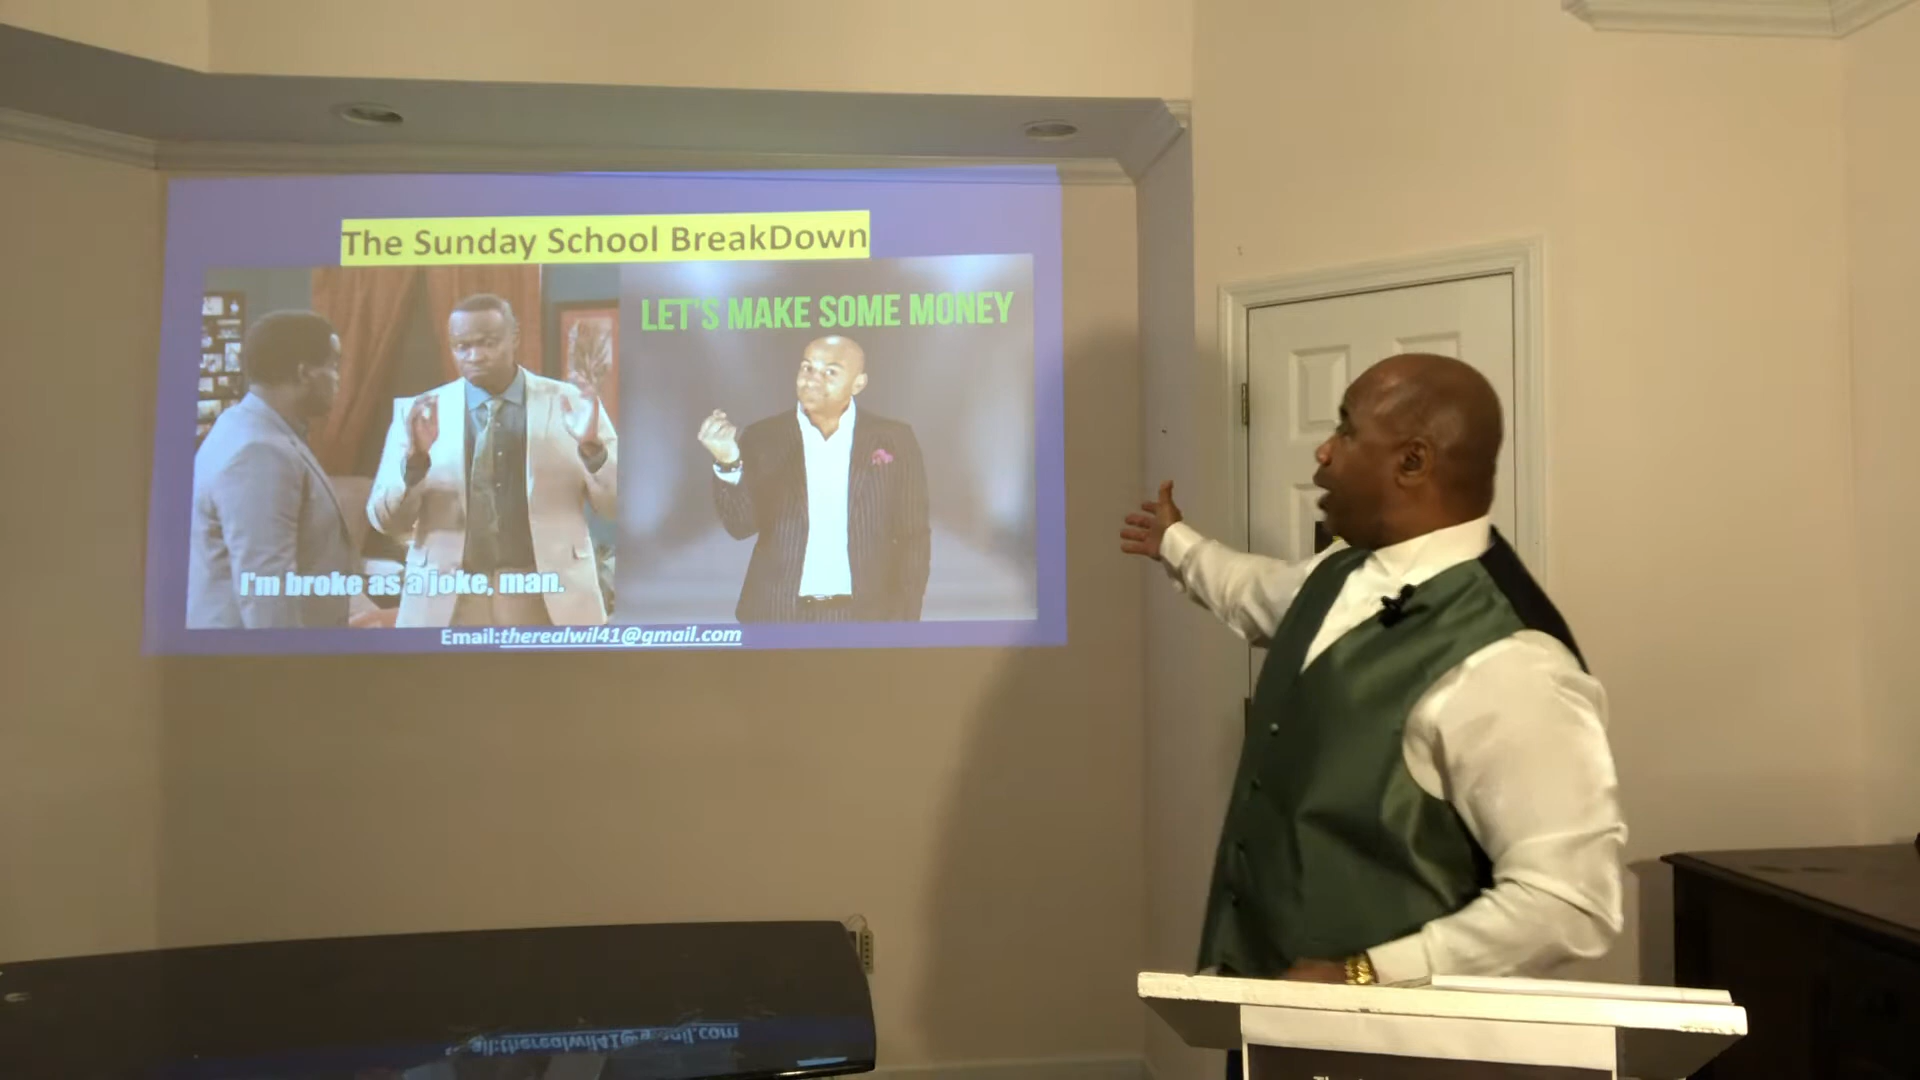 The Sunday School BreakDown
LET'S MAKE SOME MONEY
I'm broke as a joke, man.
Email:therealwil41@gmail.com